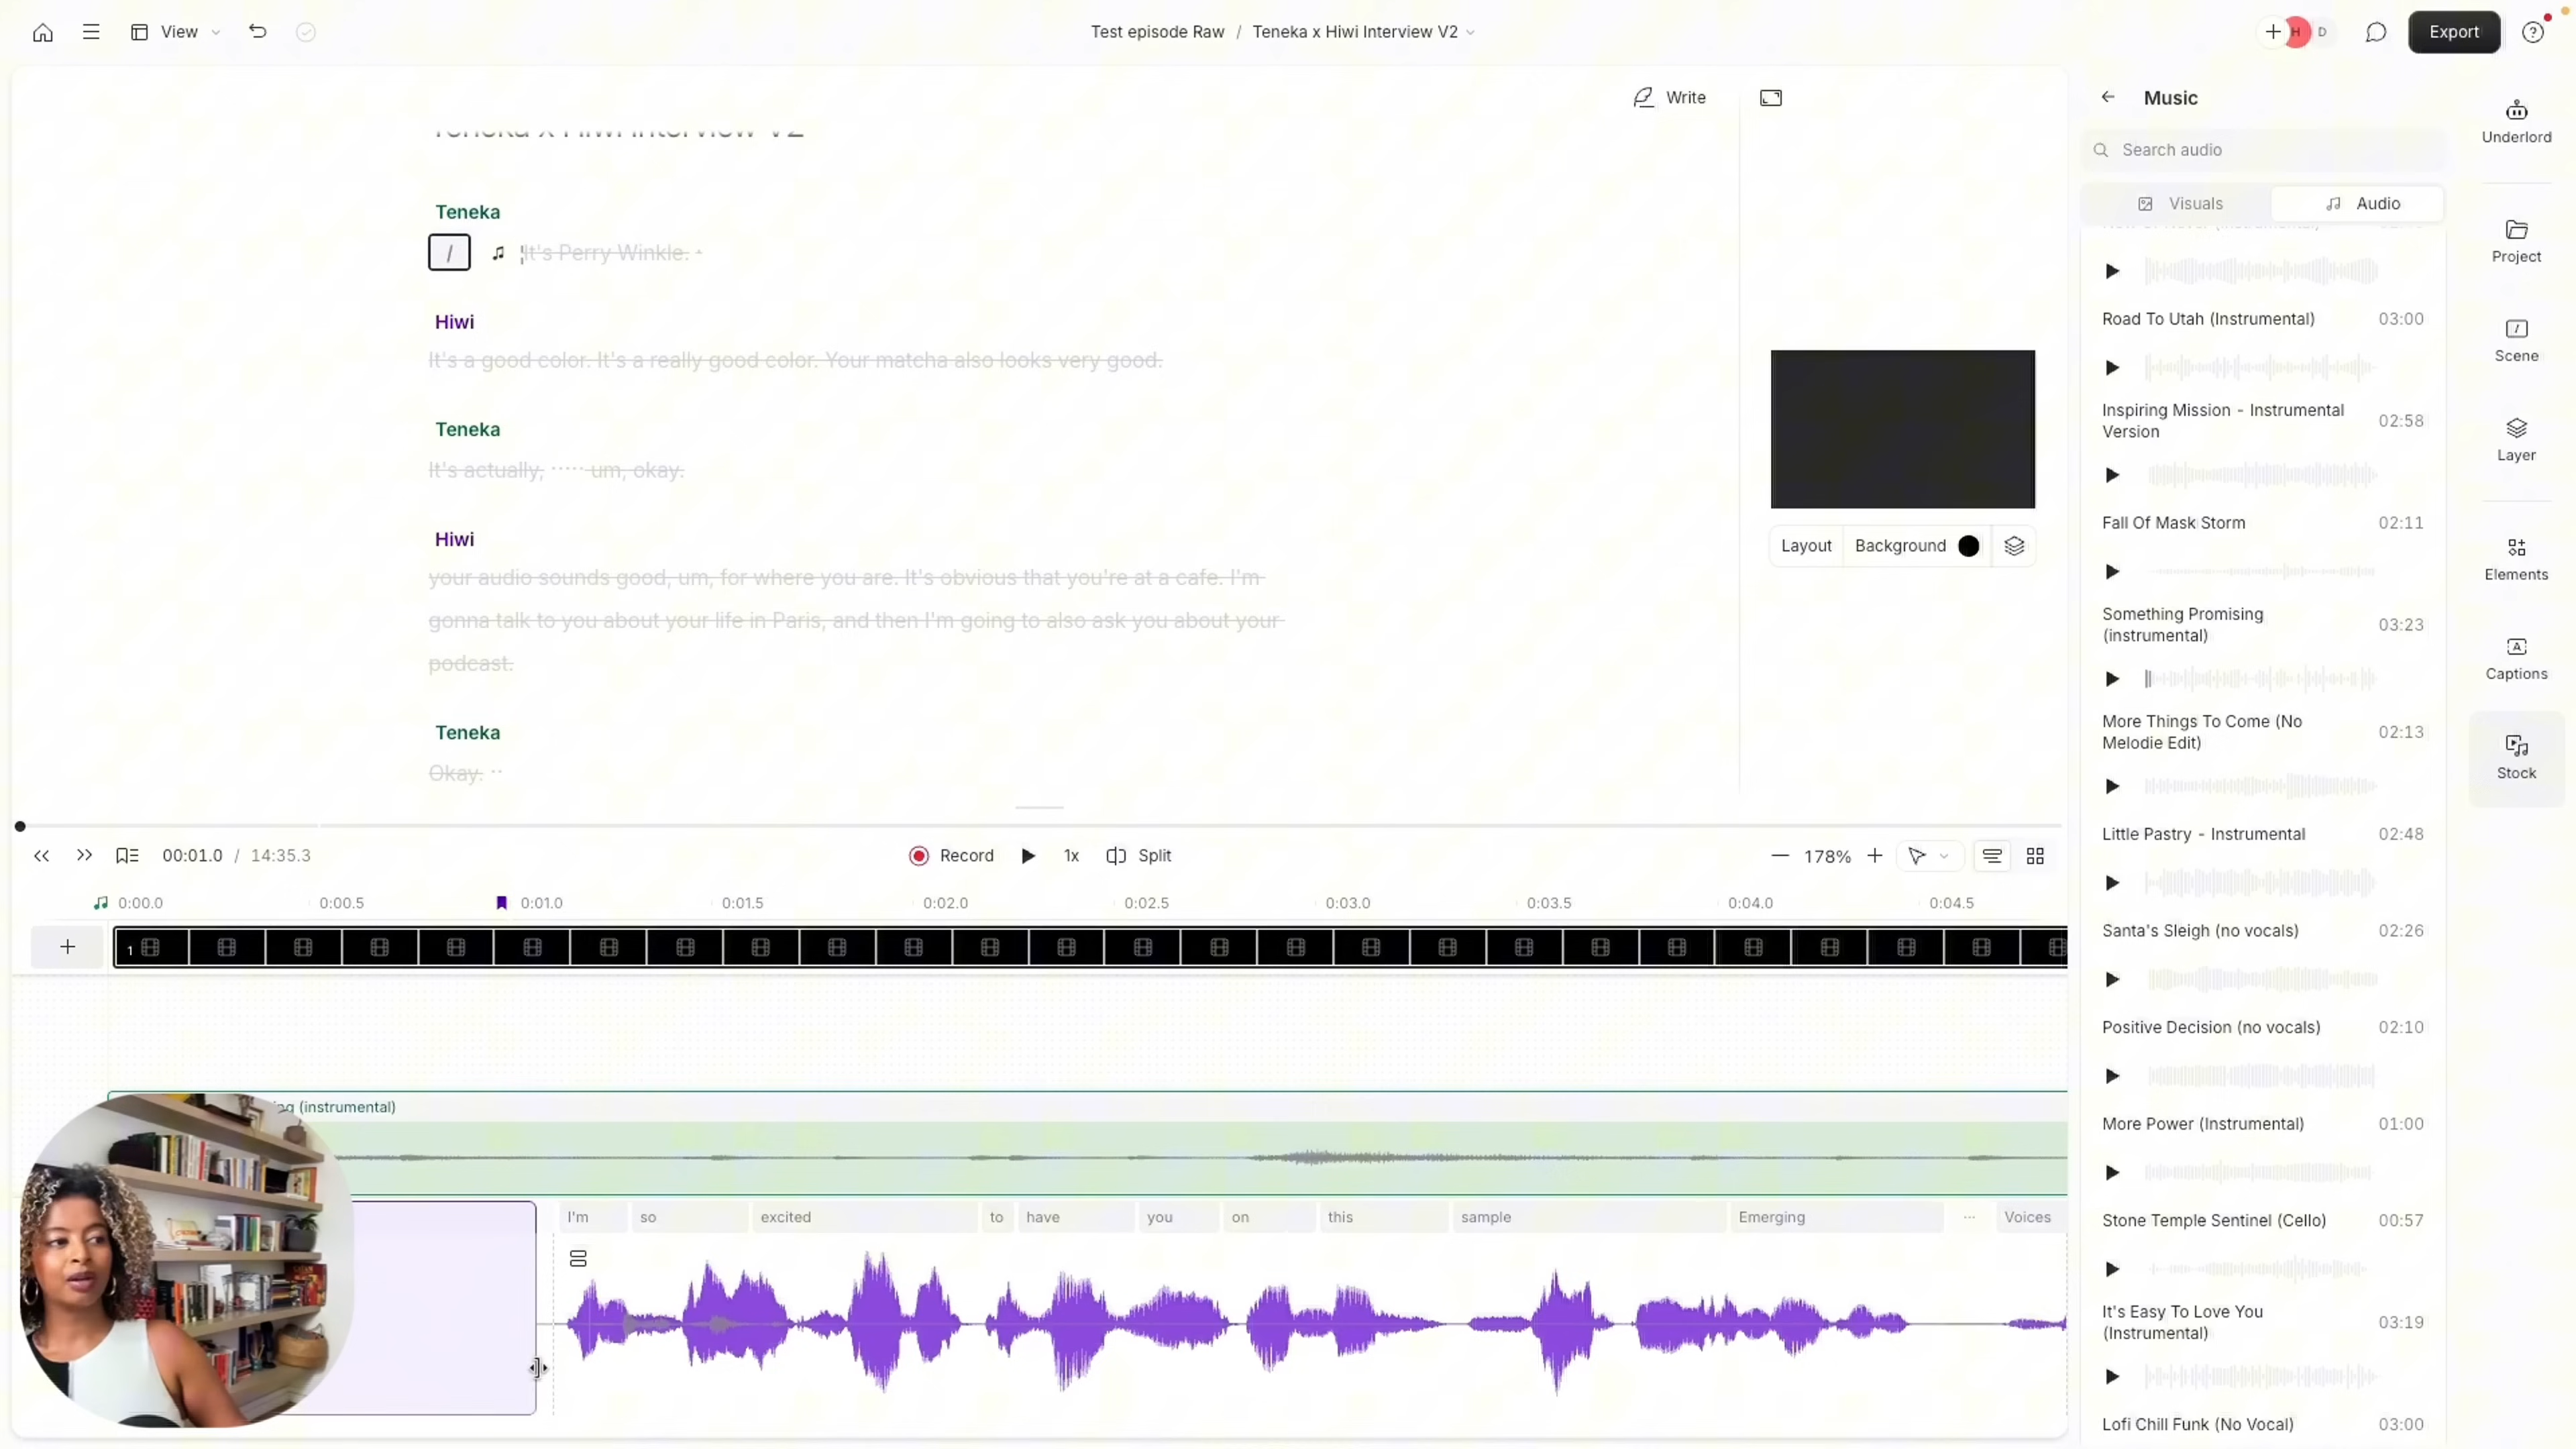 View
Test episode Raw / Teneka x Hiwi Interview V2
H
D
Export
Write
Teneka x Hiwi Interview V2
Teneka
/ It's Perry Winkle.
Hiwi
It's a good color. It's a really good color. Your matcha also looks very good.
Teneka
It's actually, ····· um, okay.
Hiwi
your audio sounds good, um, for where you are. It's obvious that you're at a cafe. I'm
gonna talk to you about your life in Paris, and then I'm going to also ask you about your
podcast.
Teneka
Okay. ··
Layout
Background
00:01.0 / 14:35.3
Record
1x
Split
178%
0:00.0 0:00.5 0:01.0 0:01.5 0:02.0 0:02.5 0:03.0 0:03.5 0:04.0 0:04.5
1
(instrumental)
I'm so excited to have you on this sample Emerging ··· Voices
Music
Search audio
Visuals
Audio
Road To Utah (Instrumental) 03:00
Inspiring Mission - Instrumental
Version
02:58
Fall Of Mask Storm 02:11
Something Promising
(instrumental)
03:23
More Things To Come (No
Melodie Edit)
02:13
Little Pastry - Instrumental 02:48
Santa's Sleigh (no vocals) 02:26
Positive Decision (no vocals) 02:10
More Power (Instrumental) 01:00
Stone Temple Sentinel (Cello) 00:57
It's Easy To Love You
(Instrumental)
03:19
Lofi Chill Funk (No Vocal) 03:00
Underlord
Project
Scene
Layer
Elements
Captions
Stock